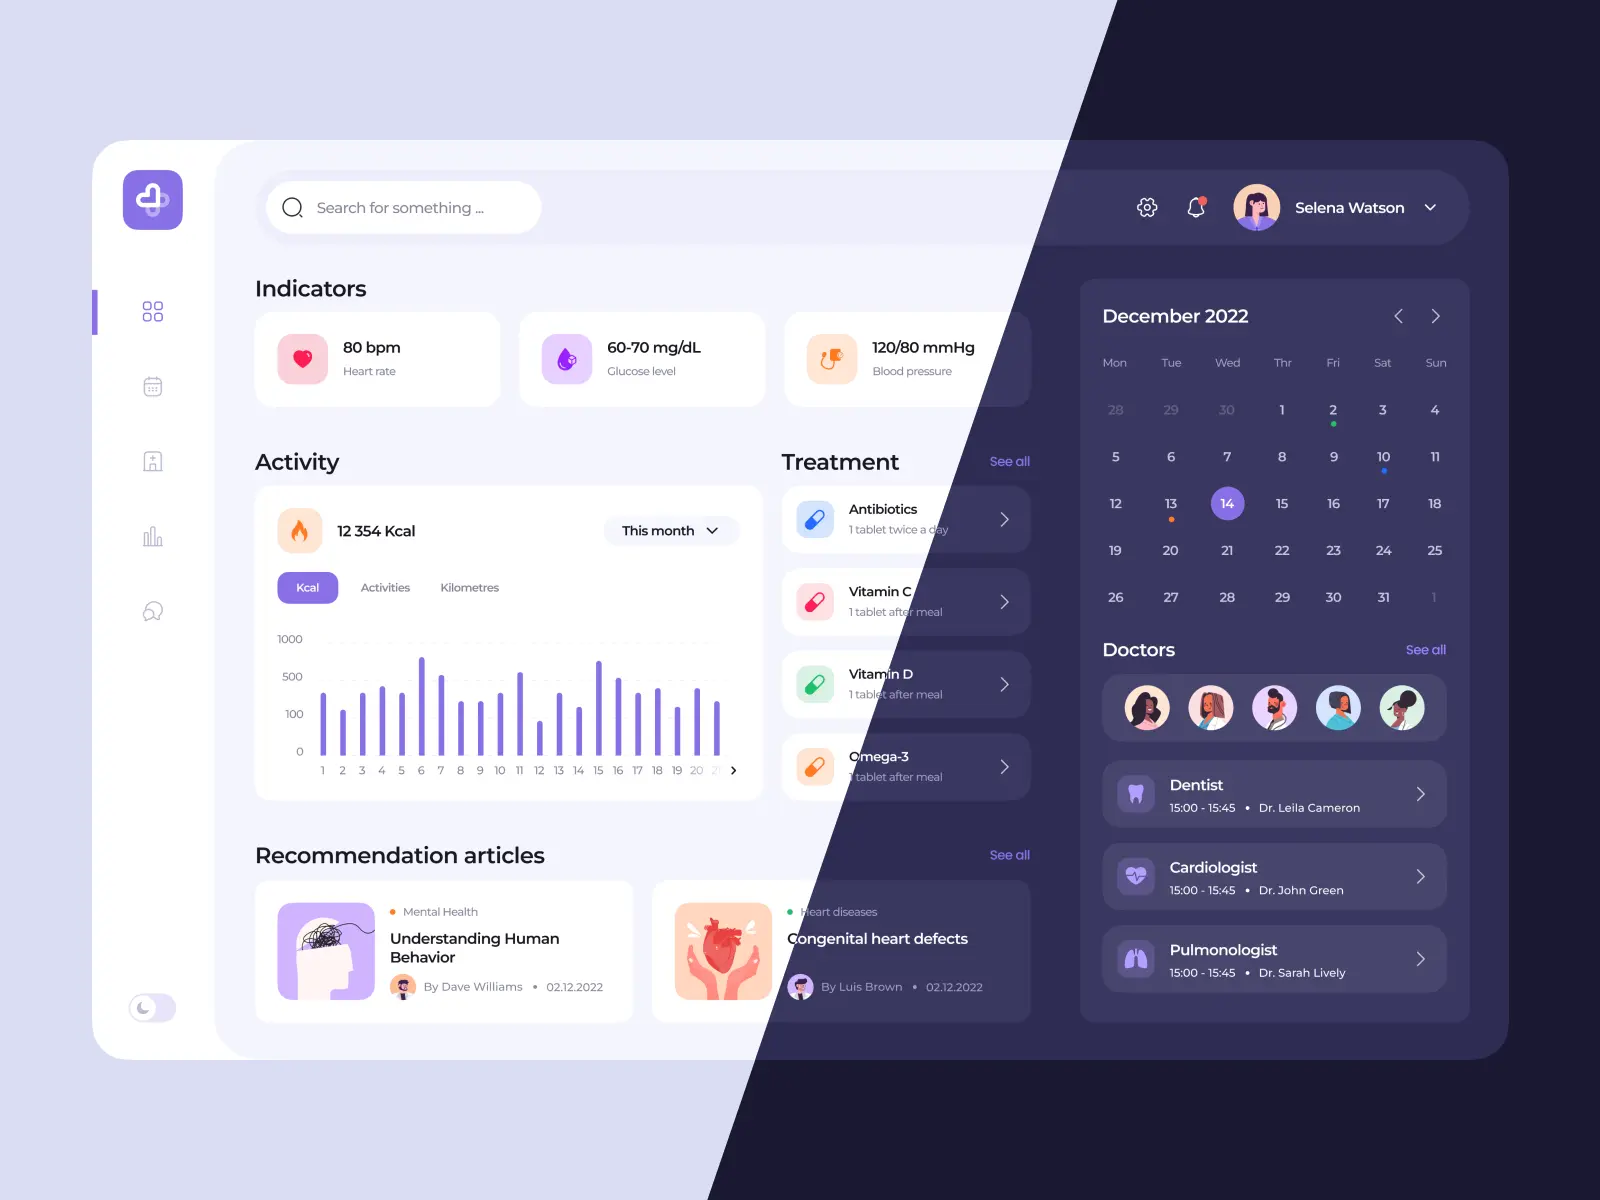 Search for something ...
Selena Watson
Indicators
80 bpm
Heart rate
60-70 mg/dL
Glucose level
120/80 mmHg
Blood pressure
Activity
12 354 Kcal
This month
Kcal
Activities
Kilometres
1000
500
100
0
1 2 3 4 5 6 7 8 9 10 11 12 13 14 15 16 17 18 19 20
Treatment
See all
Antibiotics
1 tablet twice a day
Vitamin C
1 tablet after meal
Vitamin D
1 tablet after meal
Omega-3
1 tablet after meal
Recommendation articles
See all
Mental Health
Understanding Human
Behavior
By Dave Williams • 02.12.2022
Heart diseases
Congenital heart defects
By Luis Brown • 02.12.2022
December 2022
Mon Tue Wed Thr Fri Sat Sun
28 29 30 1 2 3 4
5 6 7 8 9 10 11
12 13 14 15 16 17 18
19 20 21 22 23 24 25
26 27 28 29 30 31 1
Doctors
See all
Dentist
15:00 - 15:45 • Dr. Leila Cameron
Cardiologist
15:00 - 15:45 • Dr. John Green
Pulmonologist
15:00 - 15:45 • Dr. Sarah Lively